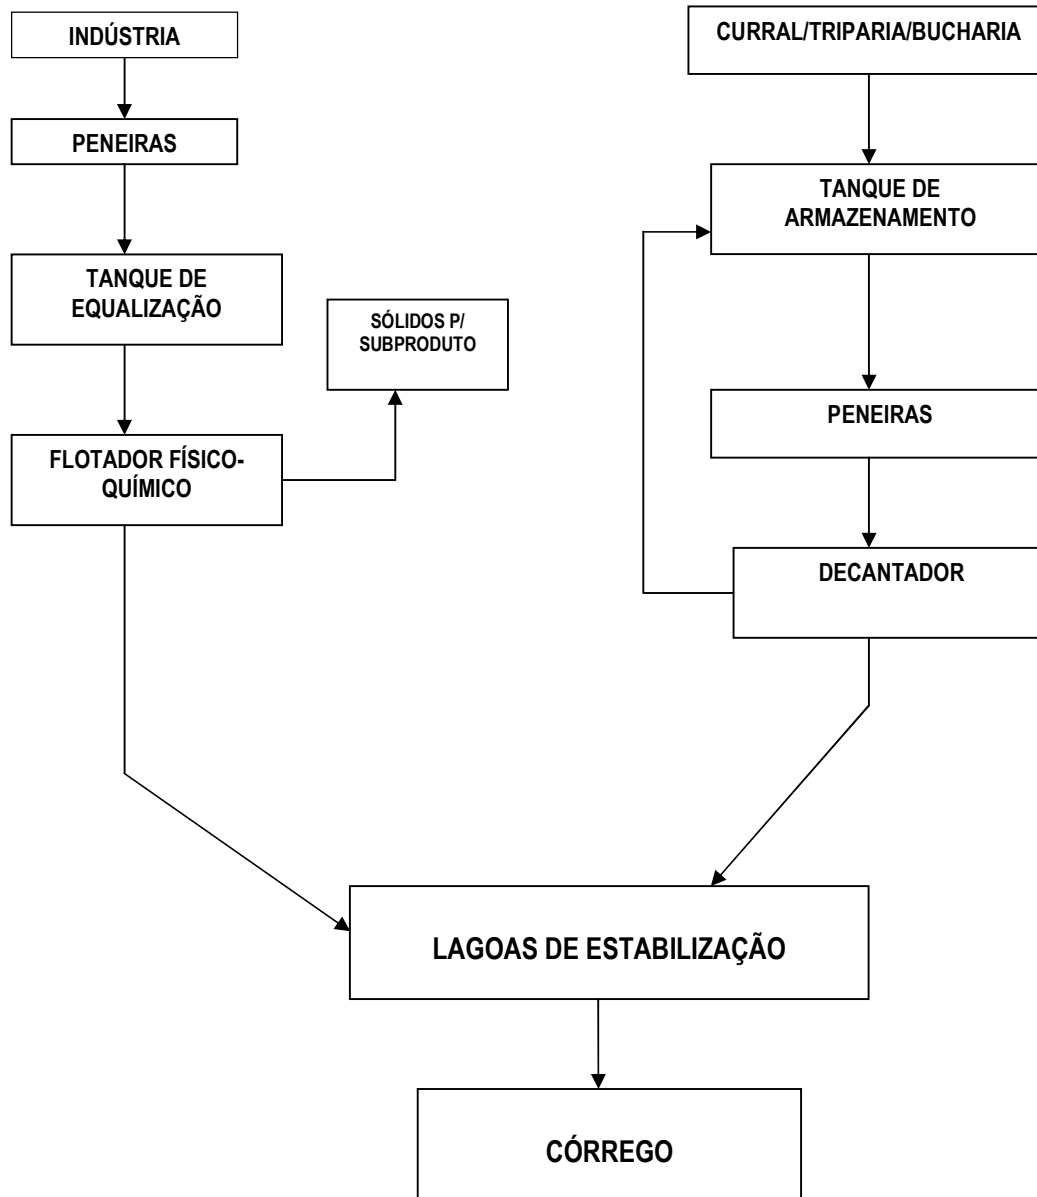 INDÚSTRIA
CURRAL/TRIPARIA/BUCHARIA
PENEIRAS
TANQUE DE
ARMAZENAMENTO
TANQUE DE
EQUALIZAÇÃO
SÓLIDOS P/
SUBPRODUTO
PENEIRAS
FLOTADOR FÍSICO-
QUÍMICO
DECANTADOR
LAGOAS DE ESTABILIZAÇÃO
CÓRREGO